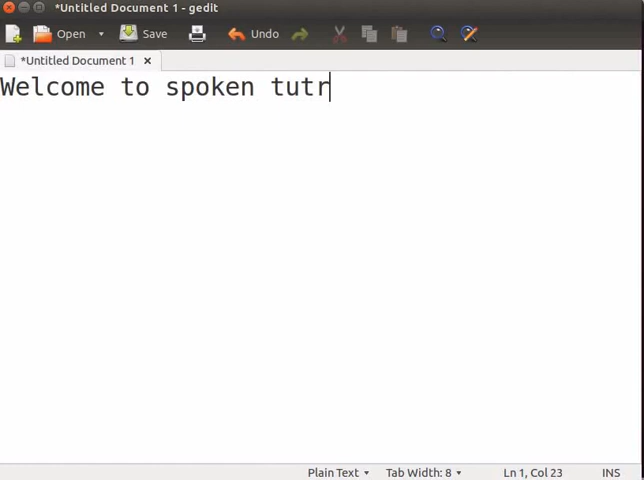 *Untitled Document 1 - gedit
Open Save Undo
*Untitled Document 1
Welcome to spoken tutr
Plain Text Tab Width: 8 Ln 1, Col 23 INS